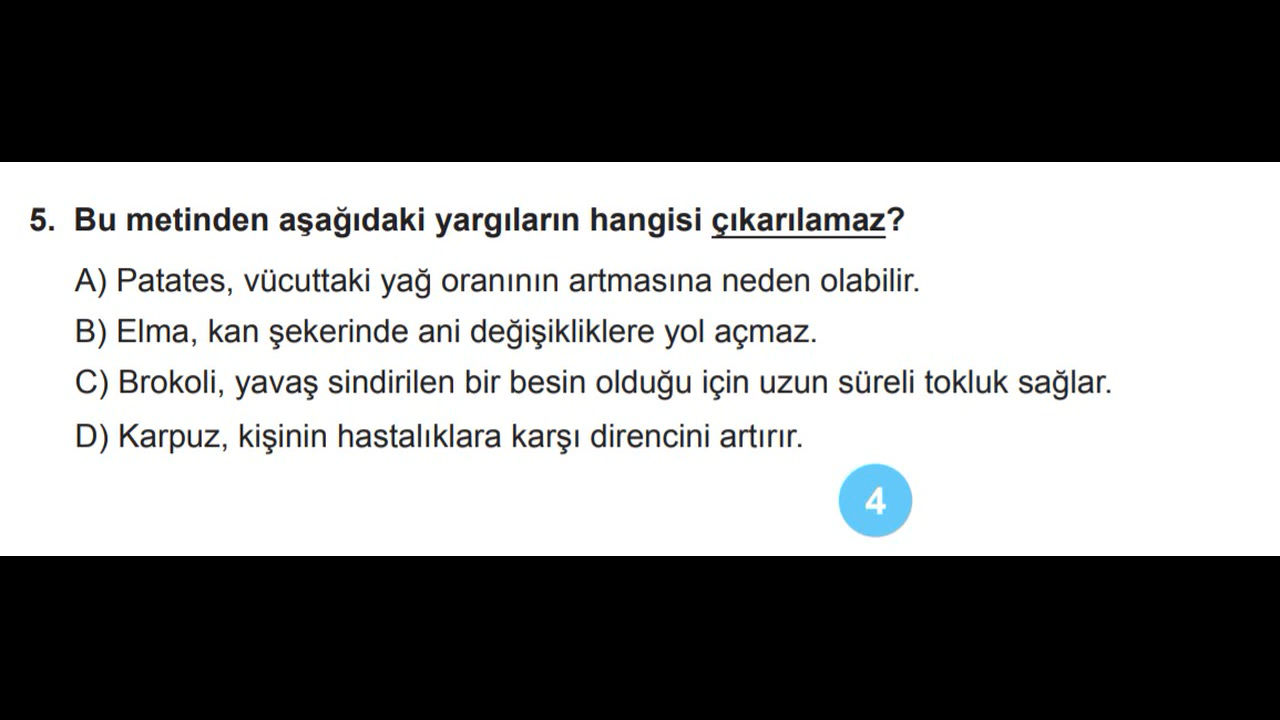 5. Bu metinden aşağıdaki yargıların hangisi çıkarılamaz?
A) Patates, vücuttaki yağ oranının artmasına neden olabilir.
B) Elma, kan şekerinde ani değişikliklere yol açmaz.
C) Brokoli, yavaş sindirilen bir besin olduğu için uzun süreli tokluk sağlar.
D) Karpuz, kişinin hastalıklara karşı direncini artırır.
4